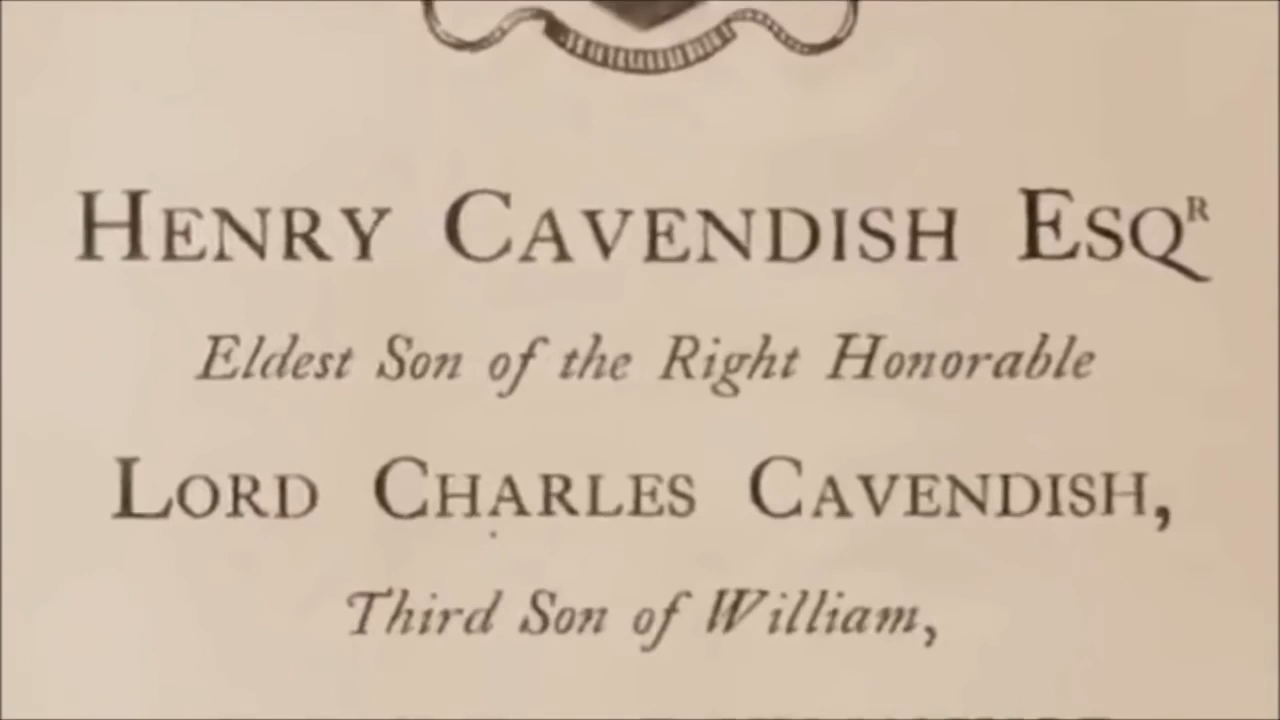 HENRY CAVENDISH ESQR
Eldest Son of the Right Honorable
LORD CHARLES CAVENDISH,
Third Son of William,